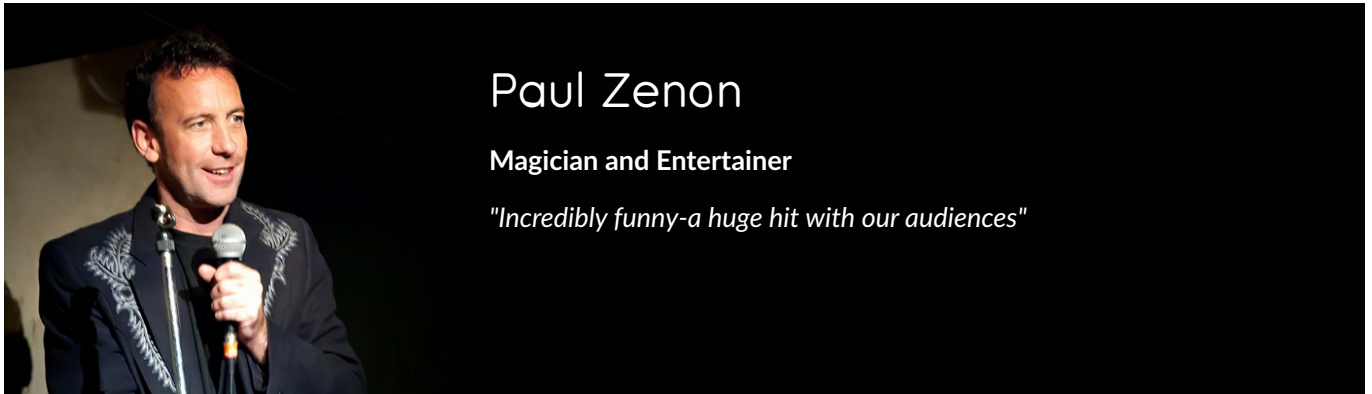 Paul Zenon
Magician and Entertainer
"Incredibly funny-a huge hit with our audiences"